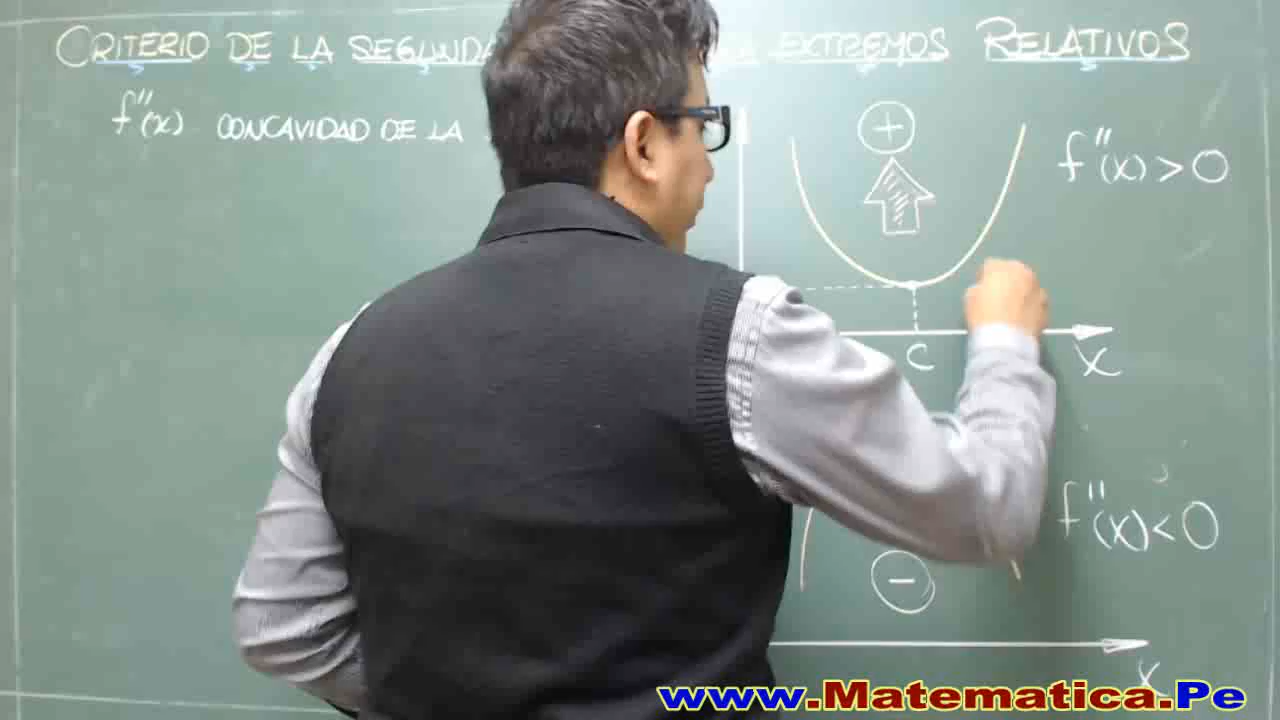 CRITERIO DE LA SEGUNDA EXTREMOS RELATIVOS
f''(x) CONCAVIDAD DE LA
+
f''(x) > 0
C
X
f''(x) < 0
-
X
www.Matematica.Pe